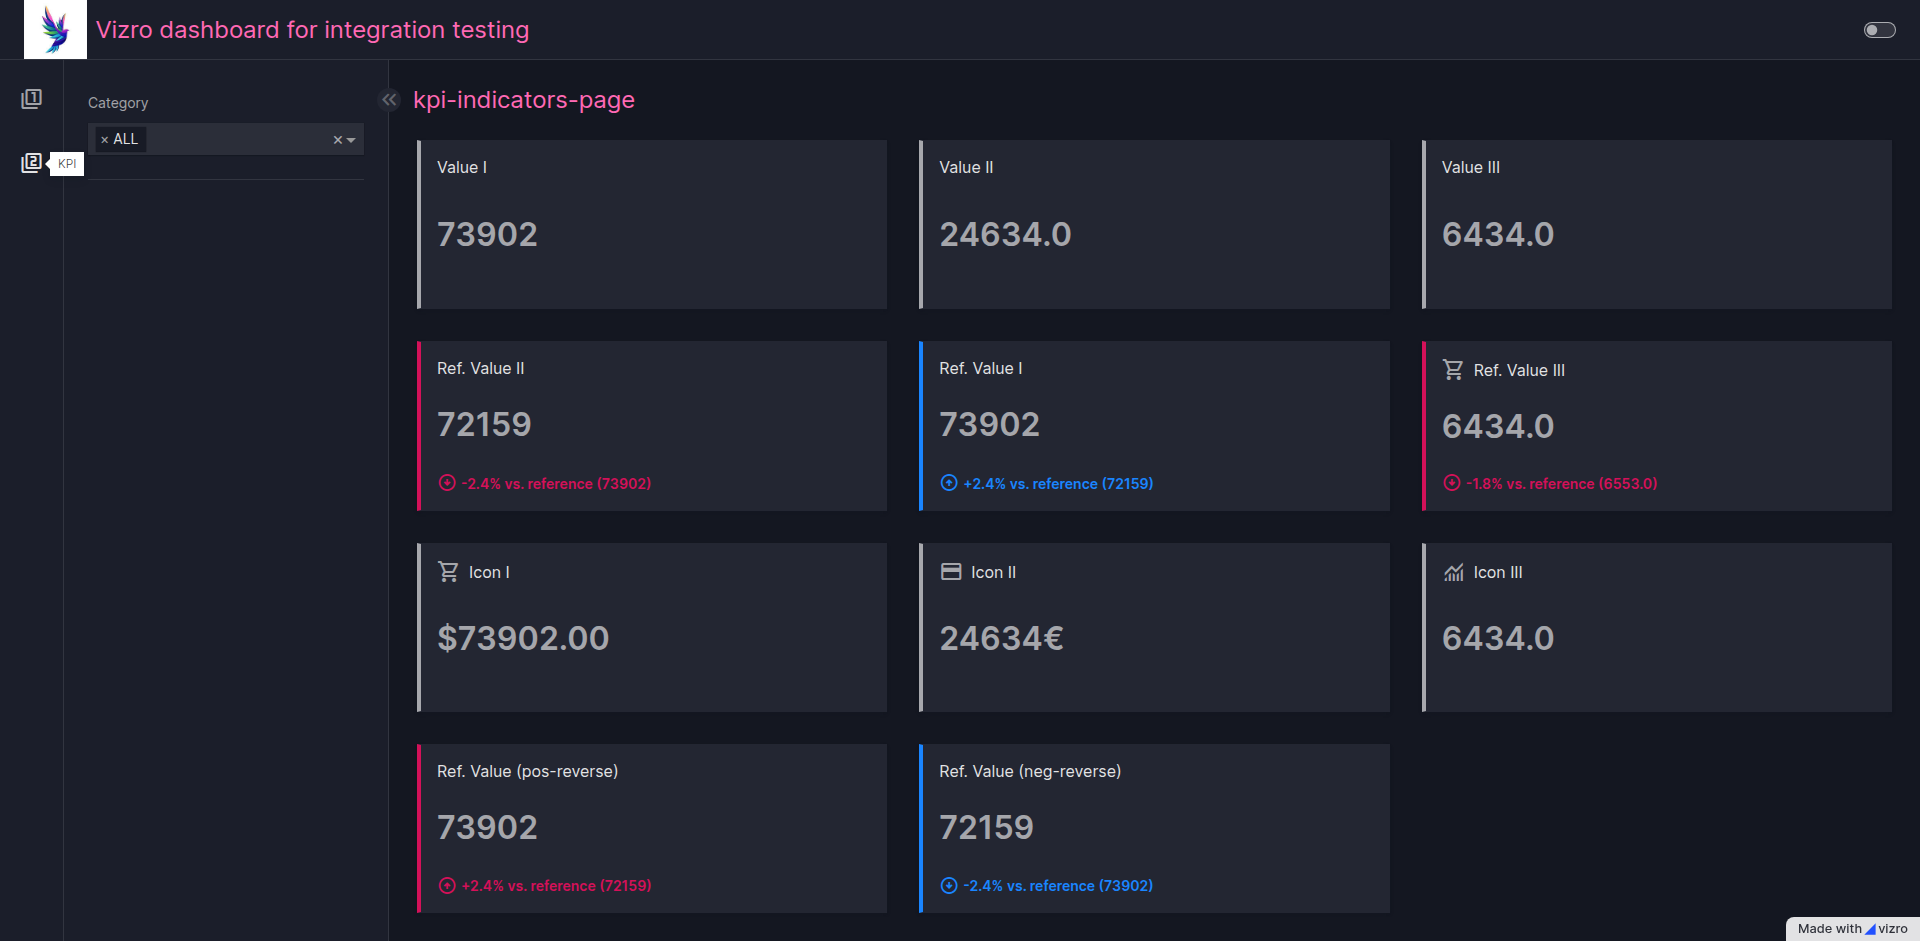 Vizro dashboard for integration testing
1
2
KPI
Category
× ALL
kpi-indicators-page
Value I
73902
Value II
24634.0
Value III
6434.0
Ref. Value II
72159
-2.4% vs. reference (73902)
Ref. Value I
73902
+2.4% vs. reference (72159)
Ref. Value III
6434.0
-1.8% vs. reference (6553.0)
Icon I
$73902.00
Icon II
24634€
Icon III
6434.0
Ref. Value (pos-reverse)
73902
+2.4% vs. reference (72159)
Ref. Value (neg-reverse)
72159
-2.4% vs. reference (73902)
Made with vizro